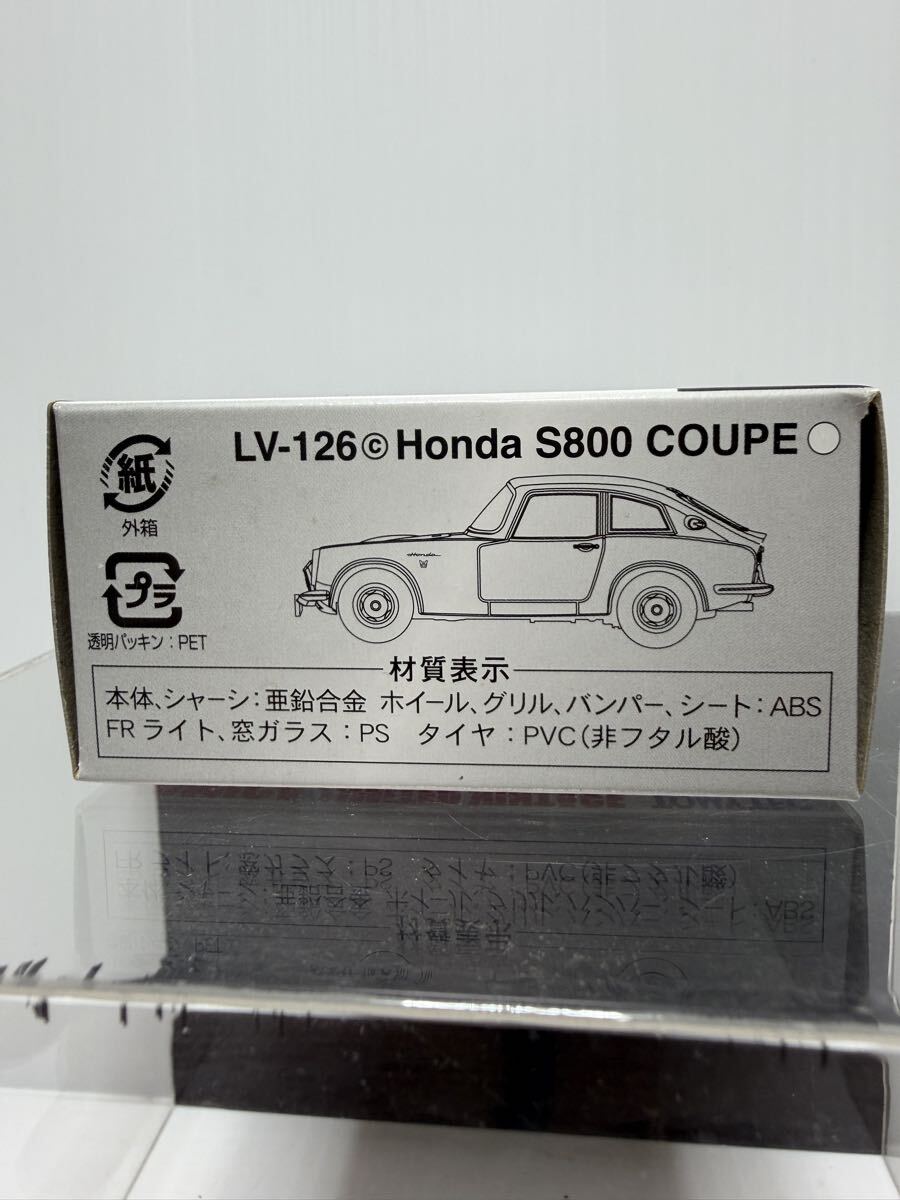 LV-126 ⓒ Honda S800 COUPE
紙
外箱
プラ
透明パッキン：PET
Honda
材質表示
本体、シャーシ：亜鉛合金 ホイール、グリル、バンパー、シート：ABS
FRライト、窓ガラス：PS タイヤ：PVC（非フタル酸）